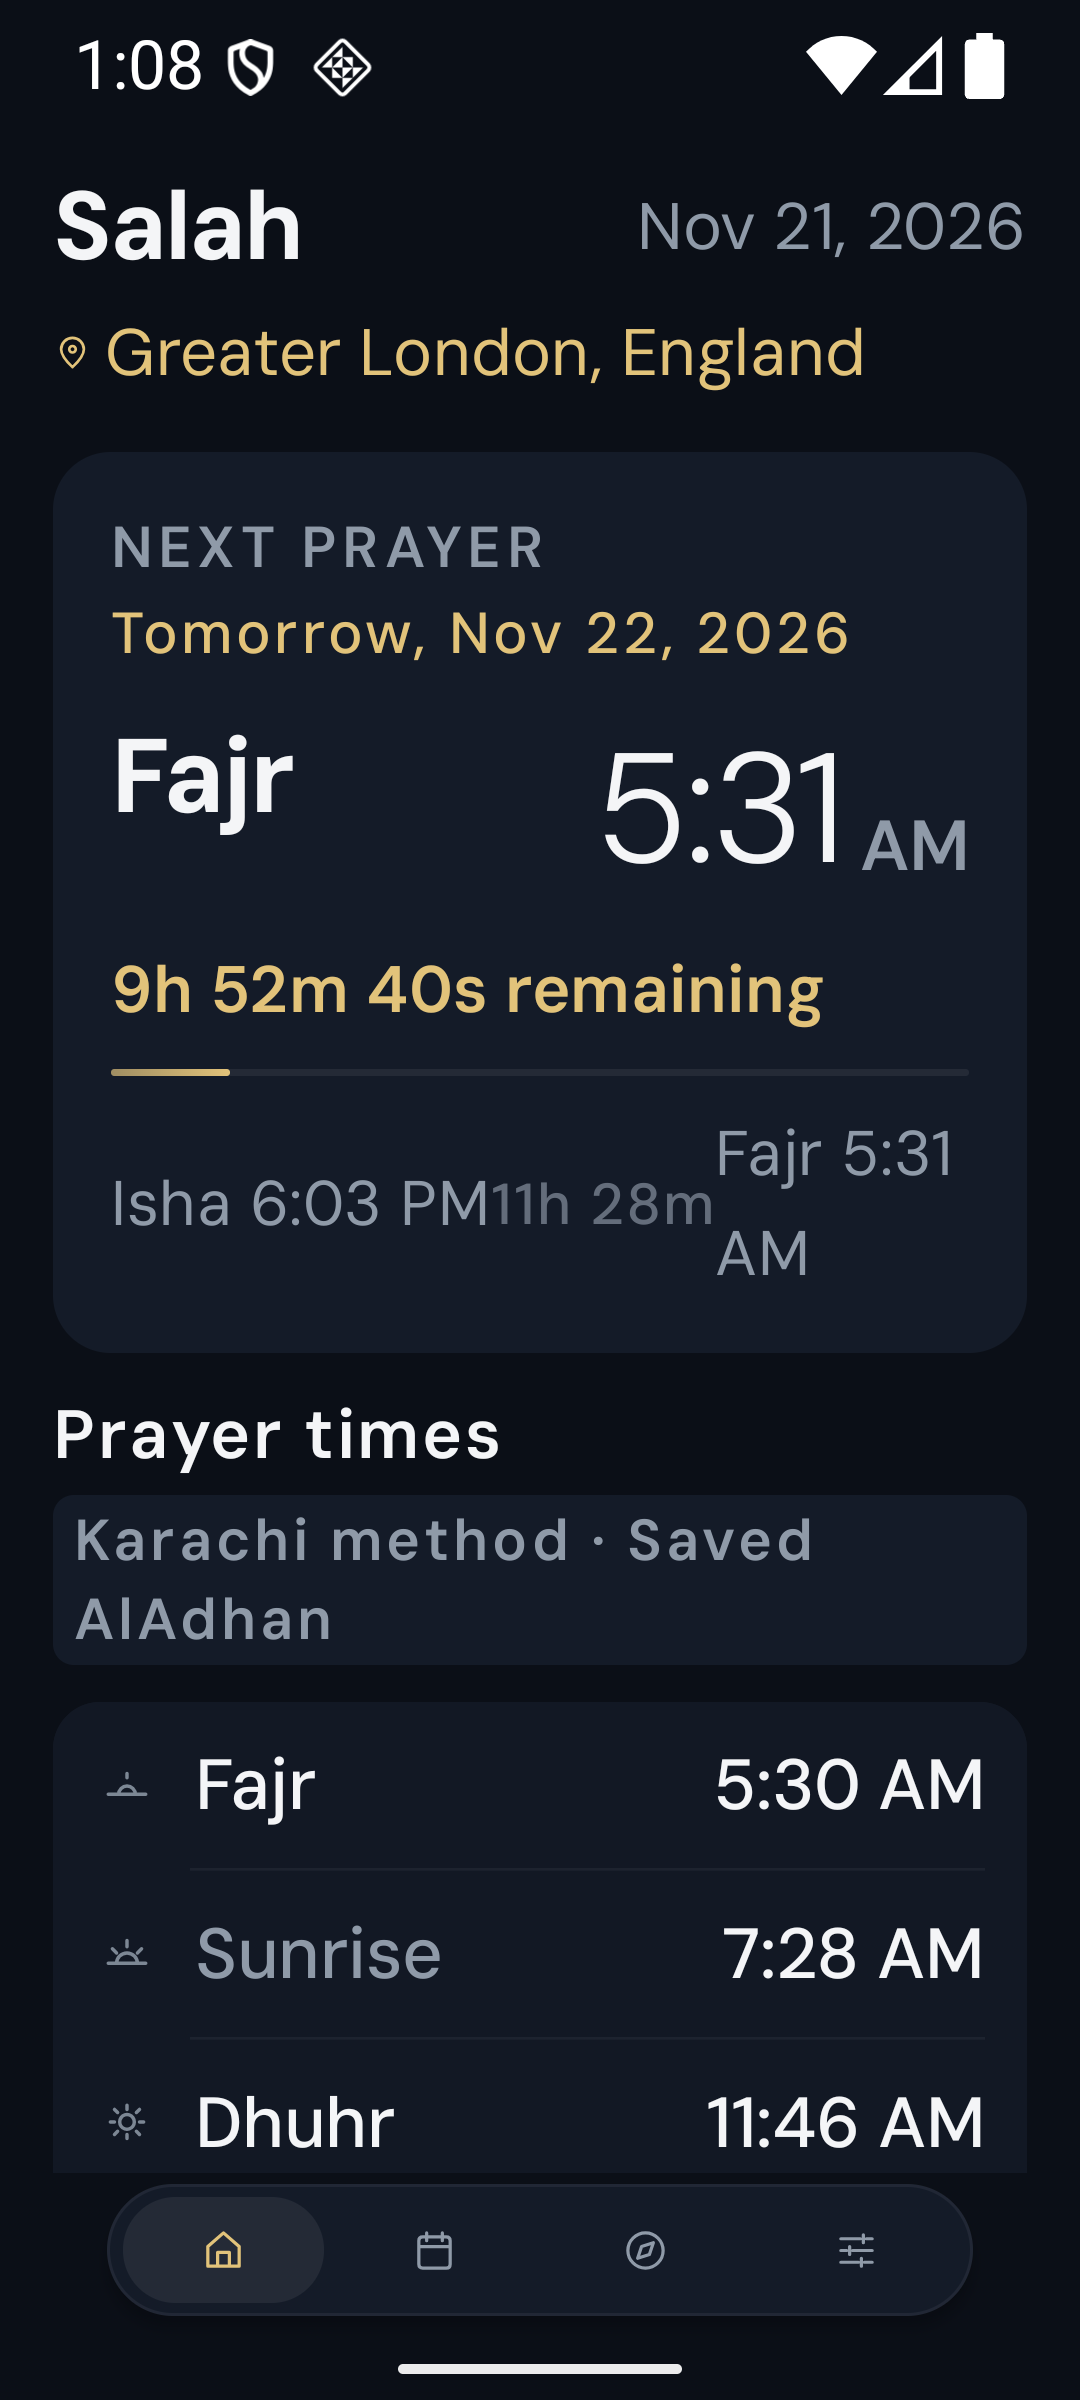 1:08
Salah
Nov 21, 2026
Greater London, England
NEXT PRAYER
Tomorrow, Nov 22, 2026
Fajr
5:31 AM
9h 52m 40s remaining
Isha 6:03 PM
11h 28m
Fajr 5:31
AM
Prayer times
Karachi method · Saved
AlAdhan
Fajr
5:30 AM
Sunrise
7:28 AM
Dhuhr
11:46 AM